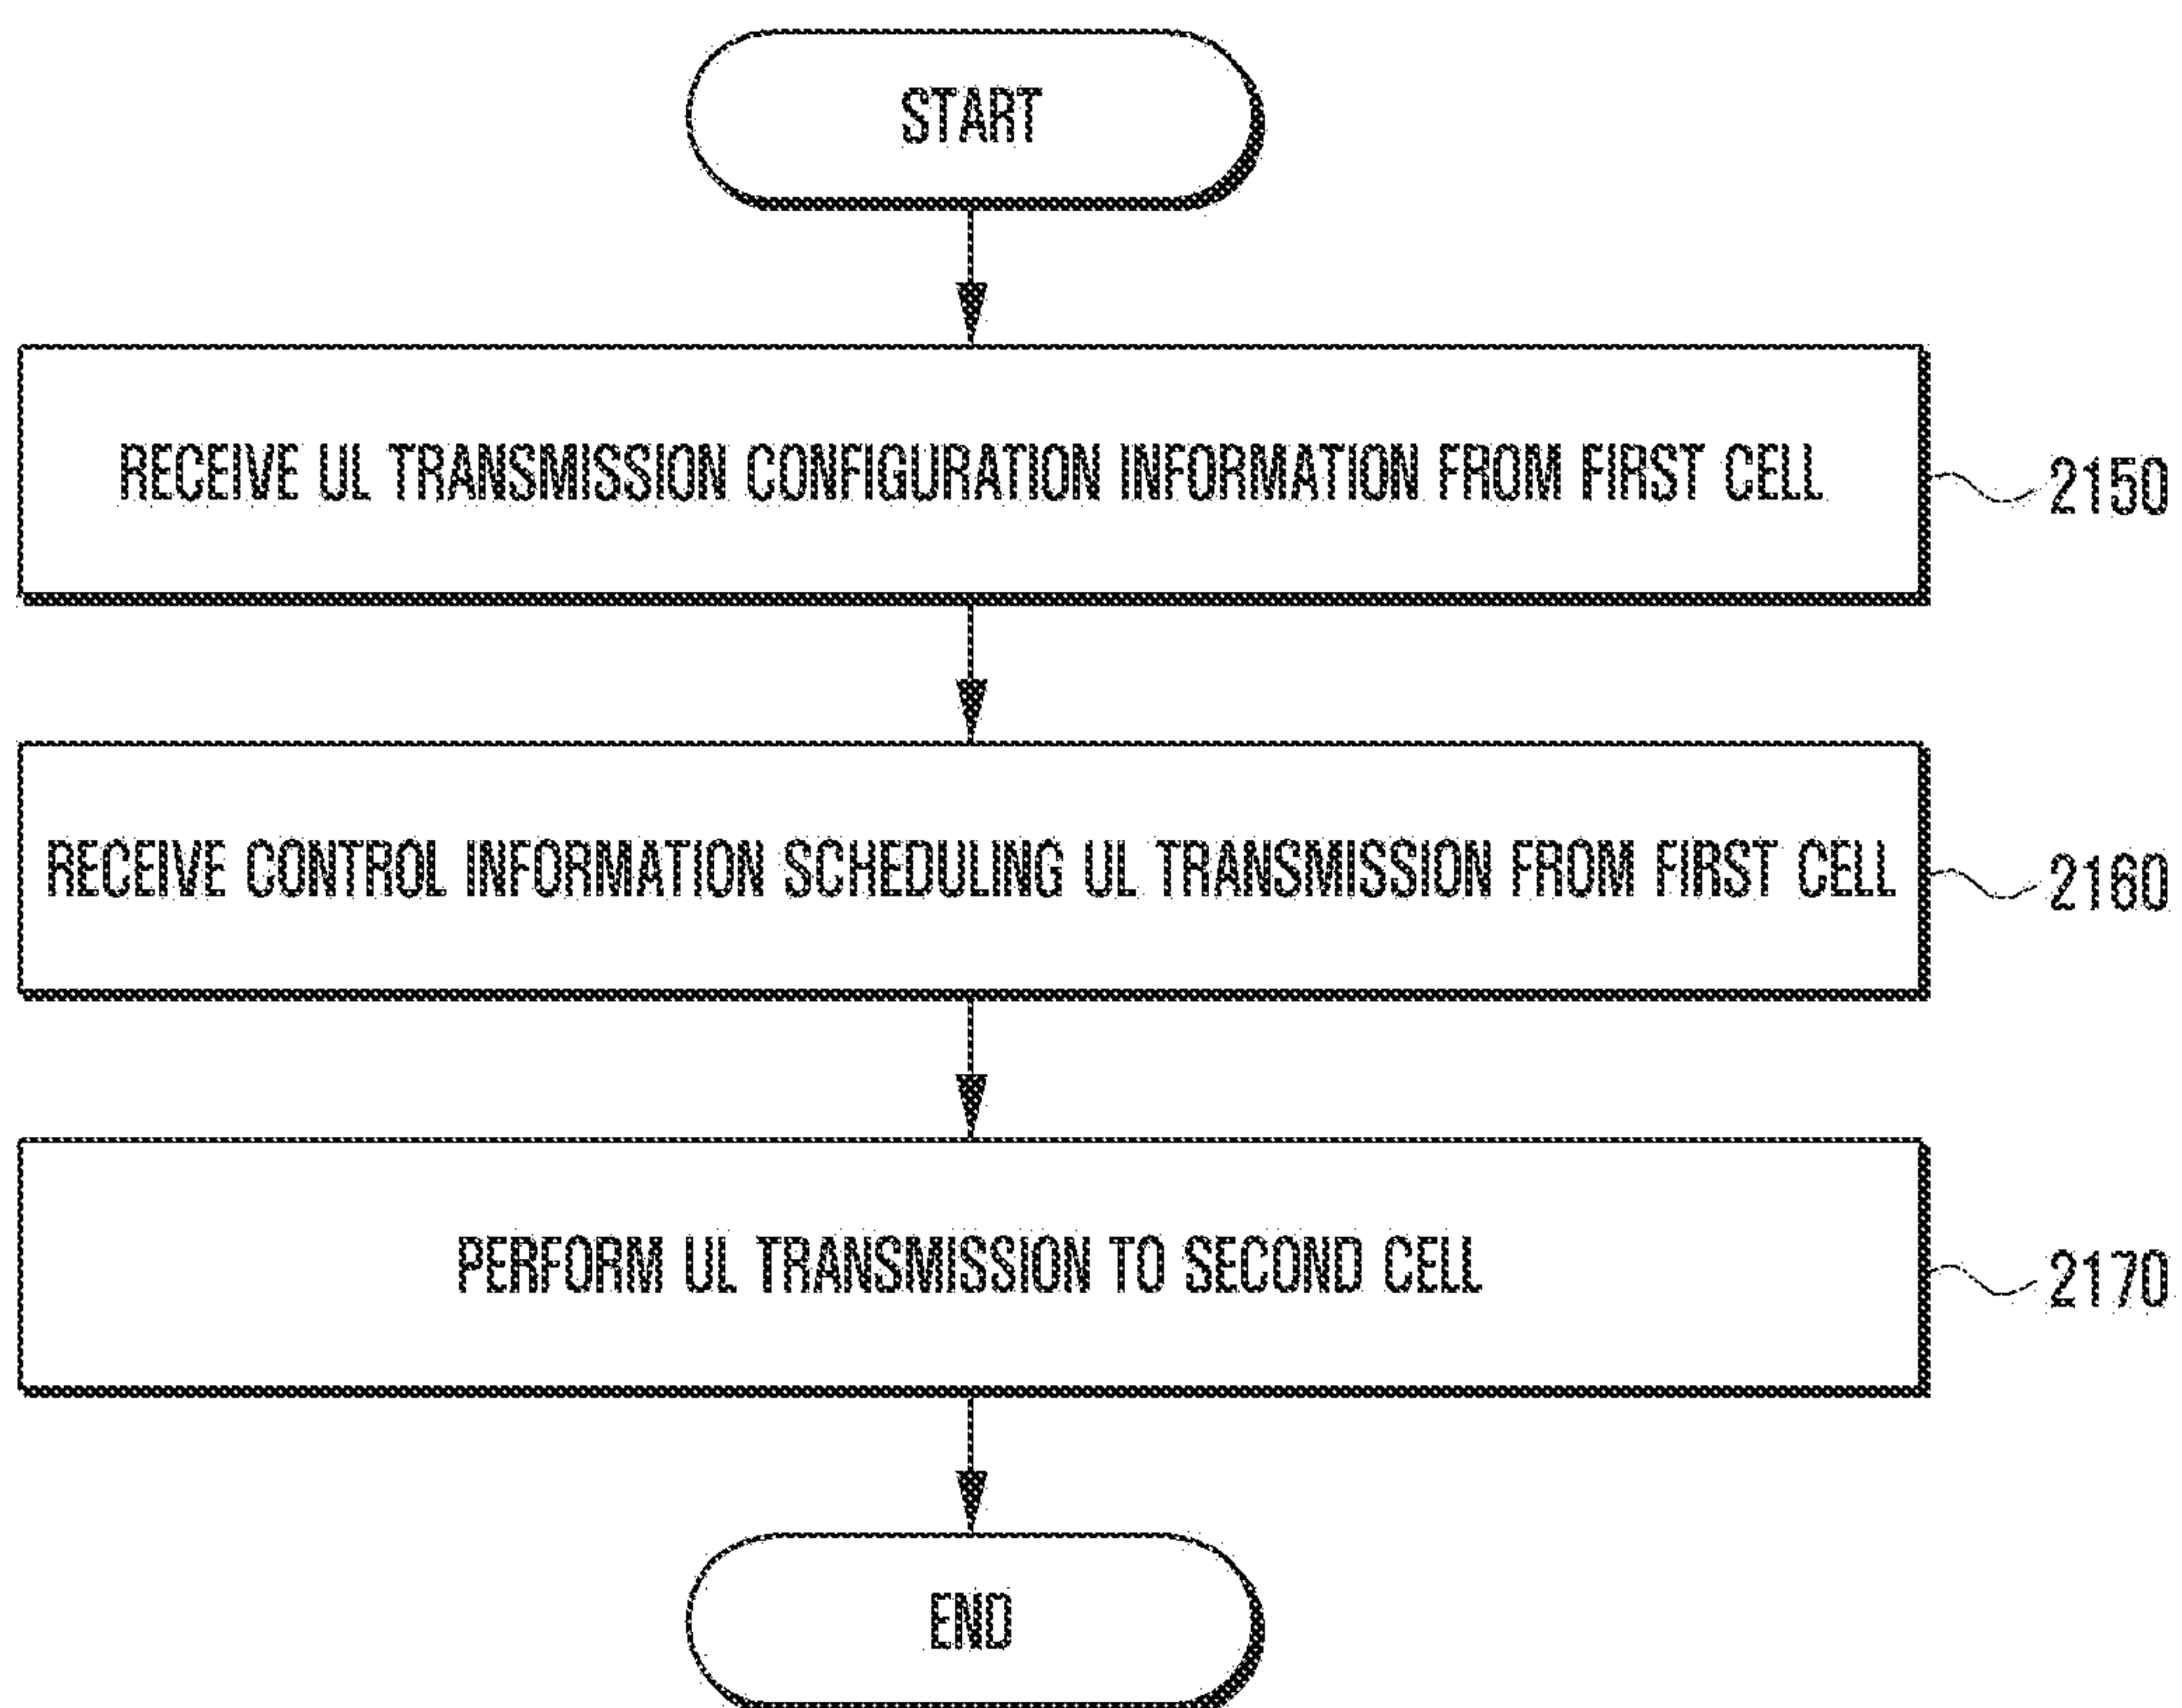 START
RECEIVE UL TRANSMISSION CONFIGURATION INFORMATION FROM FIRST CELL
2150
RECEIVE CONTROL INFORMATION SCHEDULING UL TRANSMISSION FROM FIRST CELL
2160
PERFORM UL TRANSMISSION TO SECOND CELL
2170
END